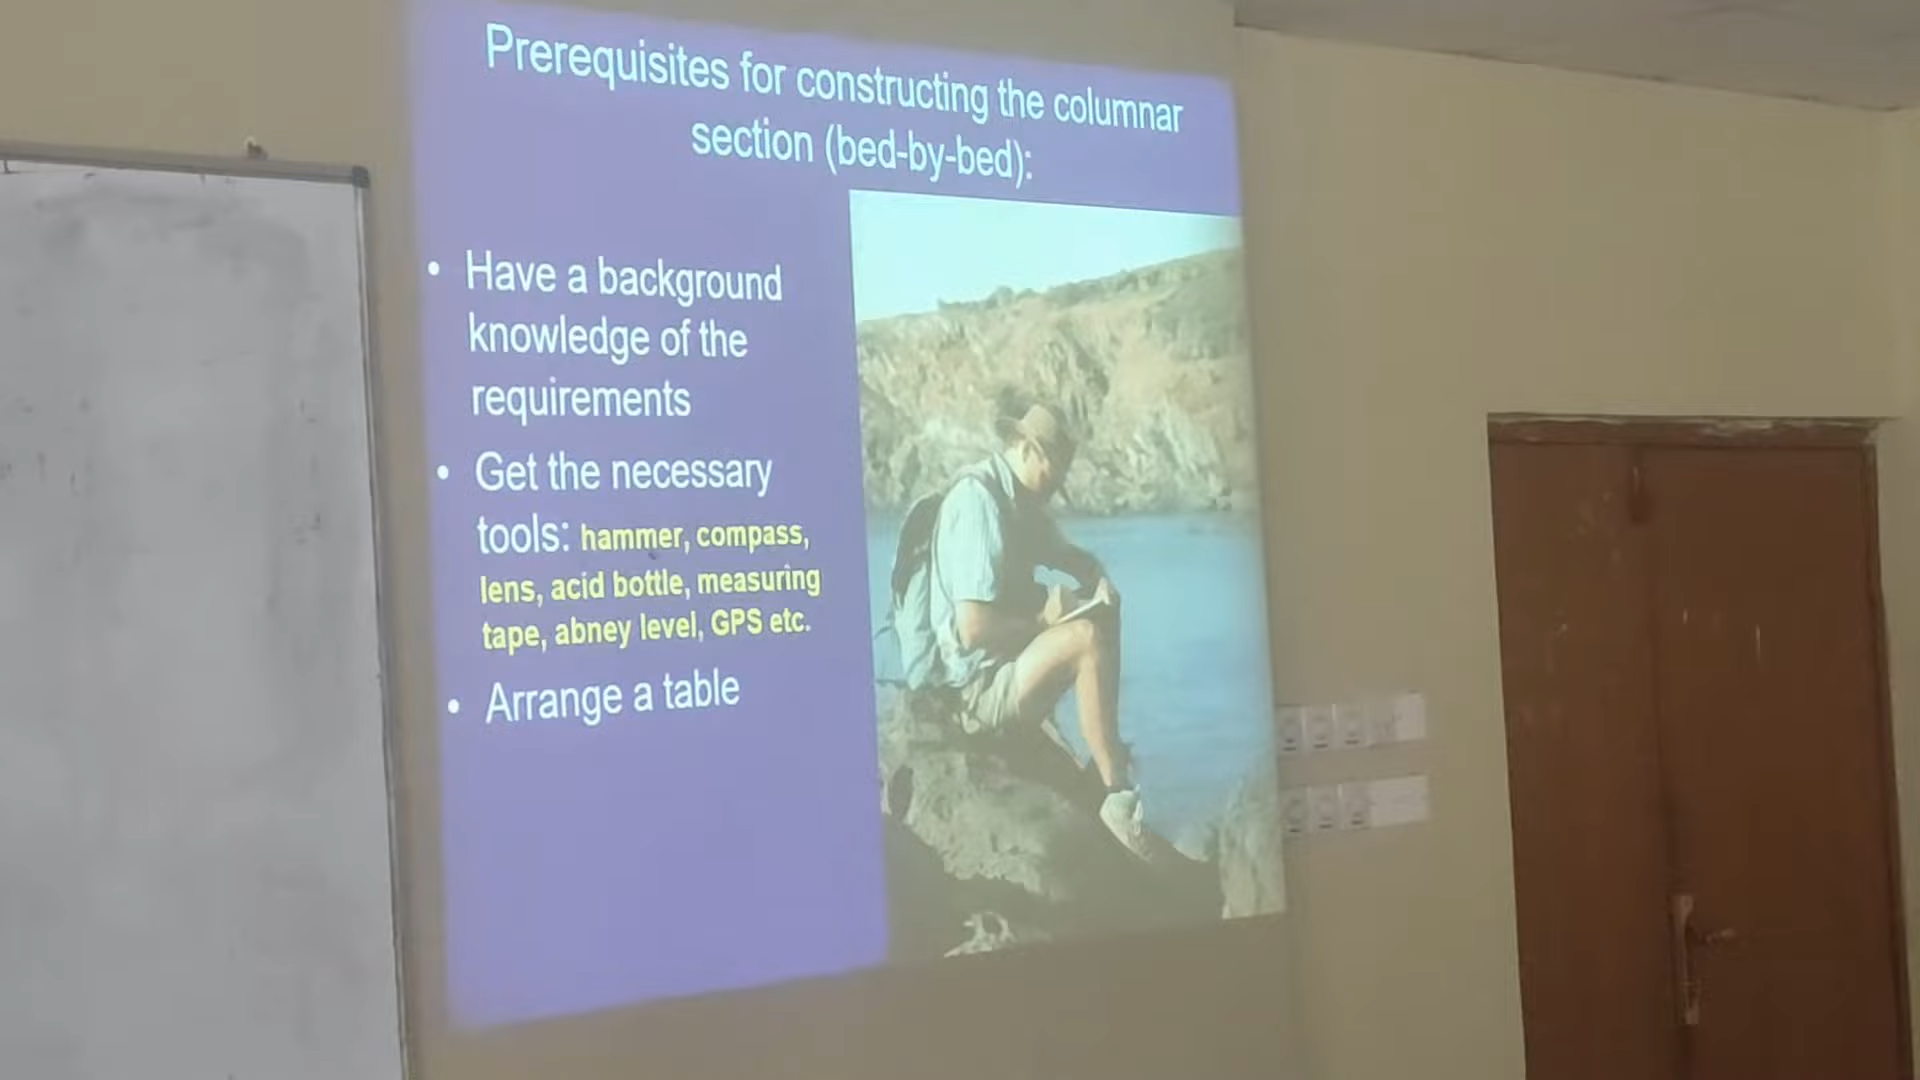 Prerequisites for constructing the columnar
section (bed-by-bed):
• Have a background
knowledge of the
requirements
• Get the necessary
tools: hammer, compass,
lens, acid bottle, measuring
tape, abney level, GPS etc.
• Arrange a table